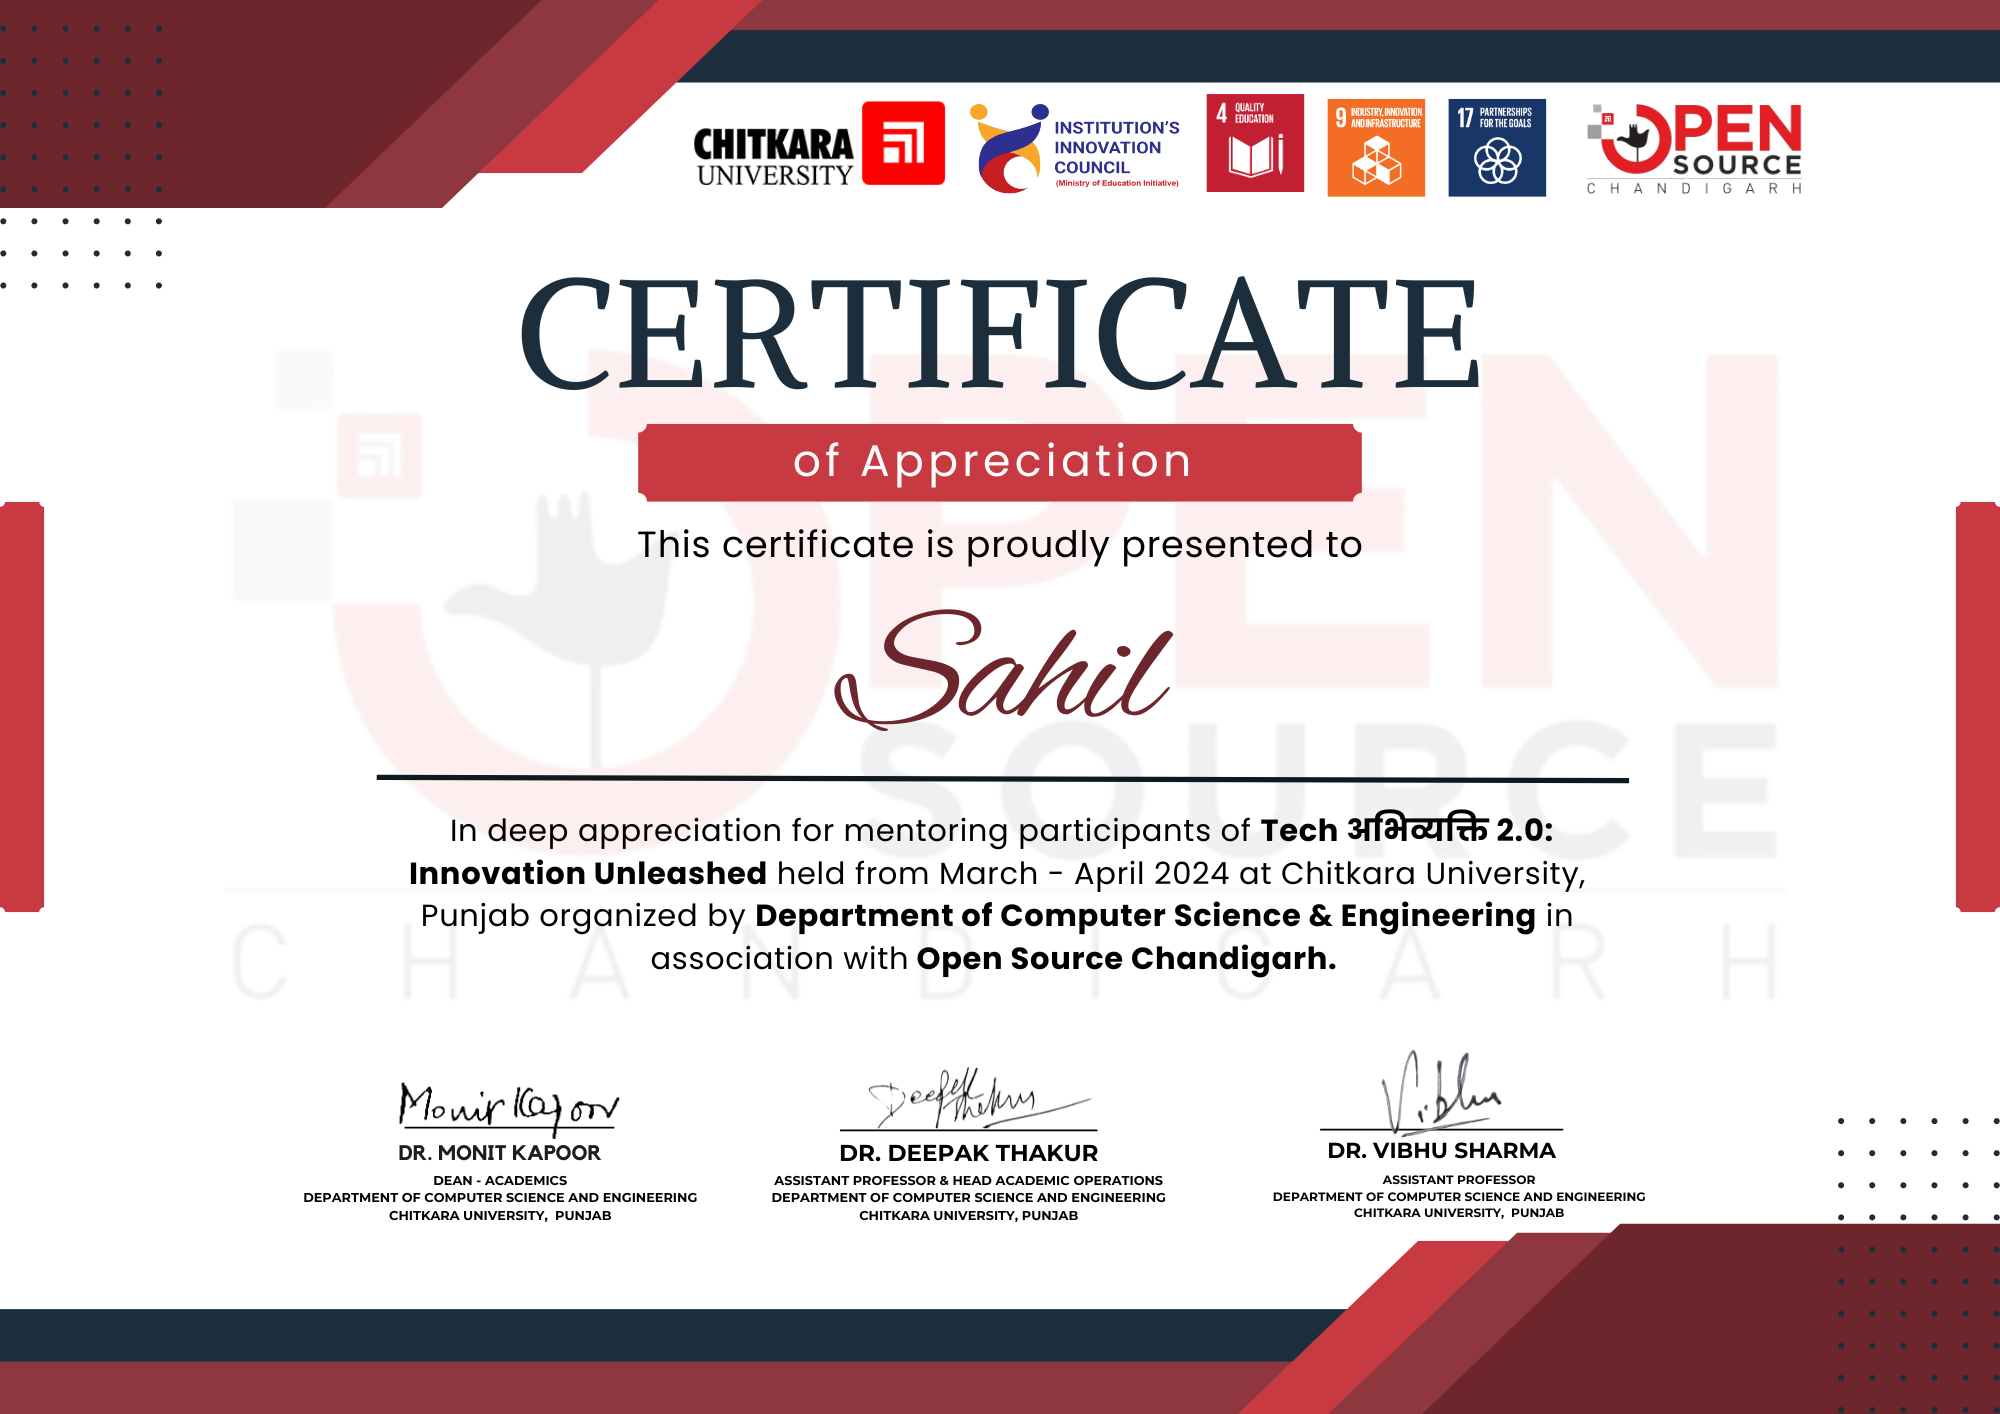 CHITKARA
UNIVERSITY
INSTITUTION'S
INNOVATION
COUNCIL
(Ministry of Education Initiative)
4 QUALITY
EDUCATION
9 INDUSTRY, INNOVATION
AND INFRASTRUCTURE
17 PARTNERSHIPS
FOR THE GOALS
OPEN
SOURCE
CHANDIGARH
CERTIFICATE
of Appreciation
This certificate is proudly presented to
Sahil
In deep appreciation for mentoring participants of Tech अभिव्यक्ति 2.0:
Innovation Unleashed held from March - April 2024 at Chitkara University,
Punjab organized by Department of Computer Science & Engineering in
association with Open Source Chandigarh.
OPEN
SOURCE
CHANDIGARH
Monit Kapoor
DR. MONIT KAPOOR
DEAN - ACADEMICS
DEPARTMENT OF COMPUTER SCIENCE AND ENGINEERING
CHITKARA UNIVERSITY, PUNJAB
Deepak
Thakur
DR. DEEPAK THAKUR
ASSISTANT PROFESSOR & HEAD ACADEMIC OPERATIONS
DEPARTMENT OF COMPUTER SCIENCE AND ENGINEERING
CHITKARA UNIVERSITY, PUNJAB
Vibhu
DR. VIBHU SHARMA
ASSISTANT PROFESSOR
DEPARTMENT OF COMPUTER SCIENCE AND ENGINEERING
CHITKARA UNIVERSITY, PUNJAB